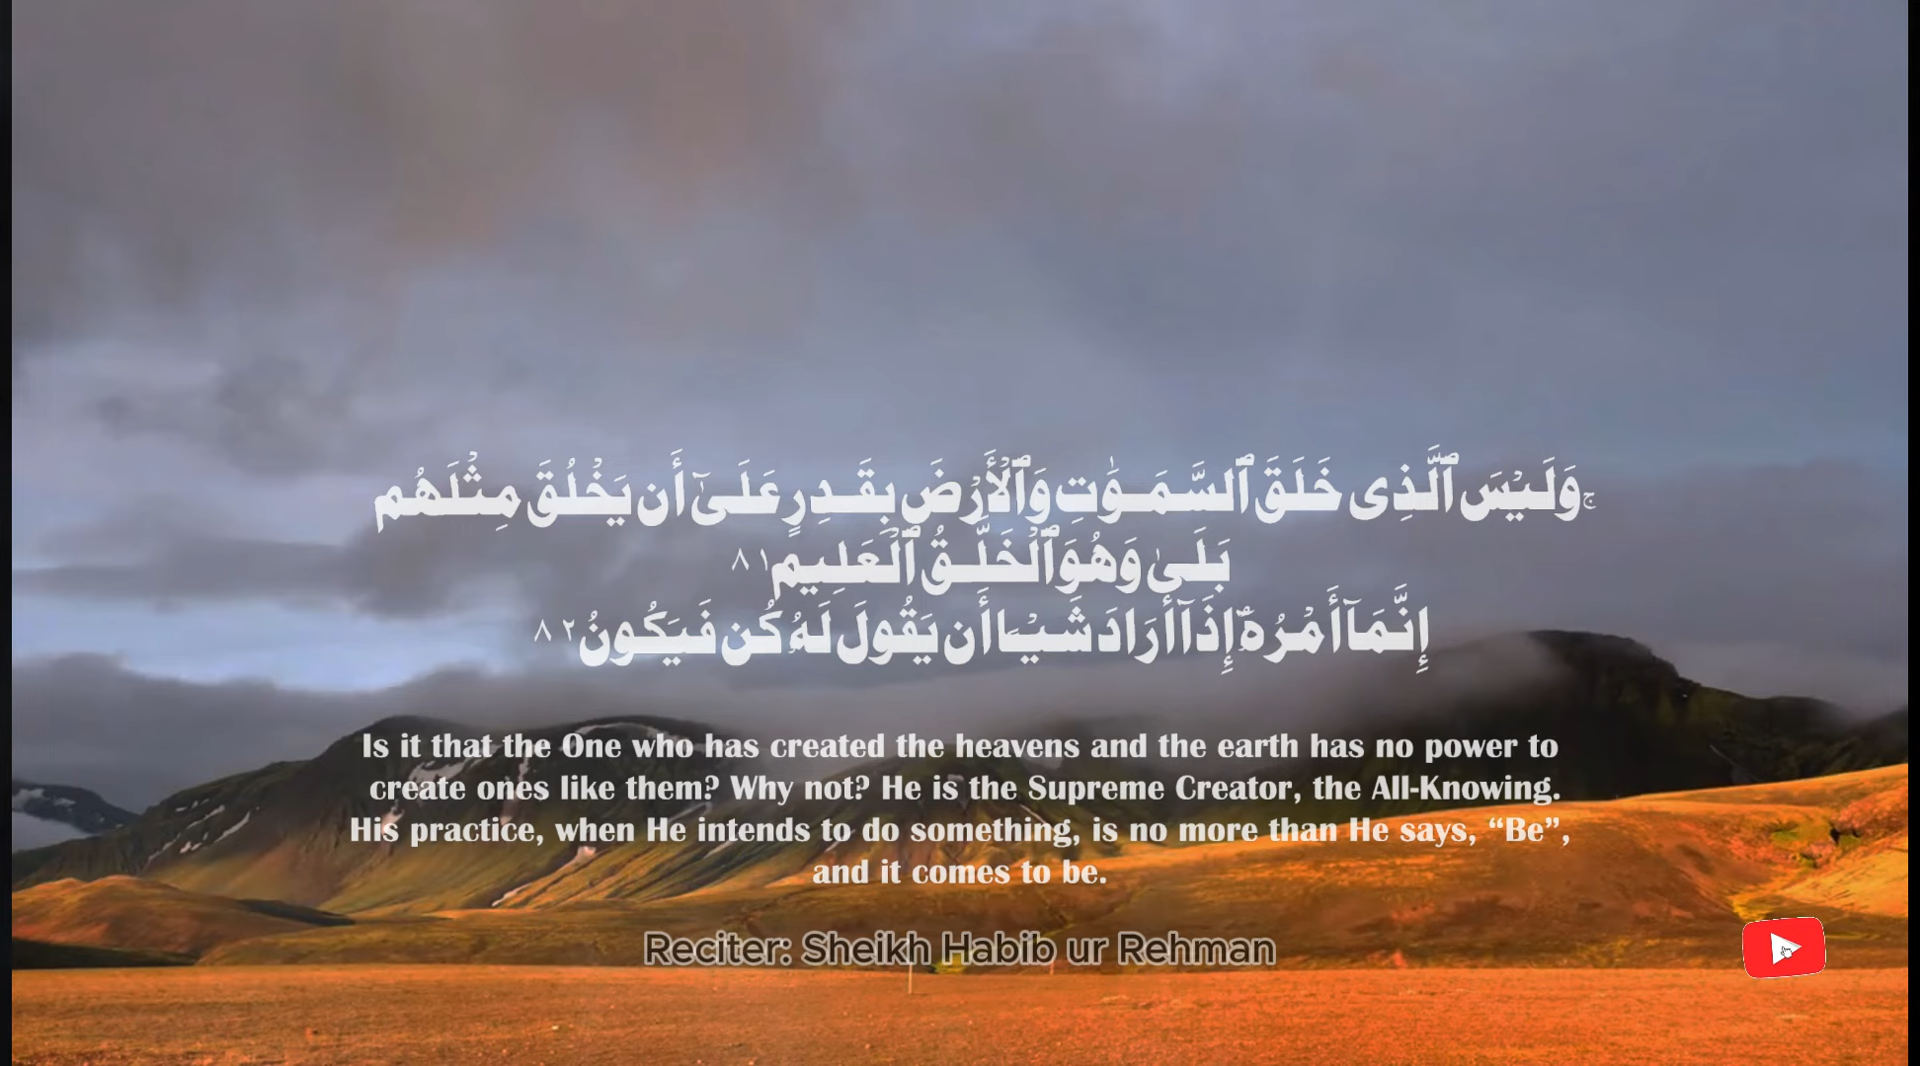 ۚ وَلَيْسَ ٱلَّذِى خَلَقَ ٱلسَّمَـوَٰتِ وَٱلْأَرْضَ بِقَـدِرٍ عَلَىٰٓ أَن يَخْلُقَ مِثْلَهُم
بَلَىٰ وَهُوَ ٱلْخَلَّـقُ ٱلْعَلِيم ٨١
إِنَّمَآ أَمْرُهُۥٓ إِذَآ أَرَادَ شَيْـًٔا أَن يَقُولَ لَهُۥ كُن فَيَكُونُ ٨٢
Is it that the One who has created the heavens and the earth has no power to
create ones like them? Why not? He is the Supreme Creator, the All-Knowing.
His practice, when He intends to do something, is no more than He says, “Be”,
and it comes to be.
Reciter: Sheikh Habib ur Rehman